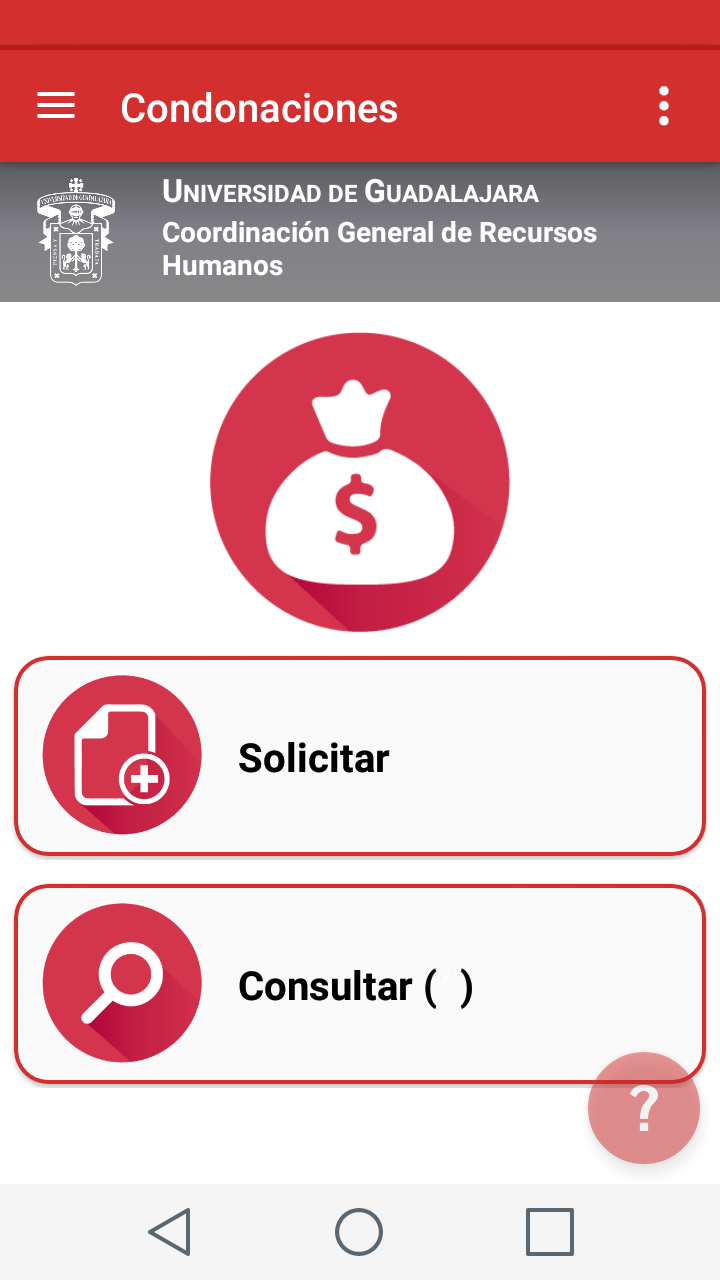 Condonaciones
UNIVERSIDAD DE GUADALAJARA
Coordinación General de Recursos
Humanos
$
Solicitar
Consultar ( )
?